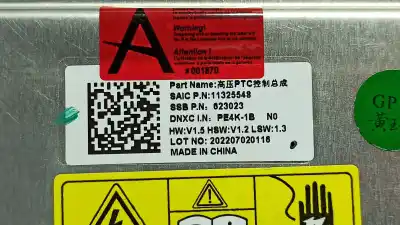 A
Warning!
Attention !
#001870
Part Name:高压PTC控制总成
SAIC P.N:11325548
SSB P.N: 623023
DNXC I.N: PE4K-1B N0
HW:V1.5 HSW:V1.2 LSW:1.3
LOT NO: 202207020116
MADE IN CHINA
GP